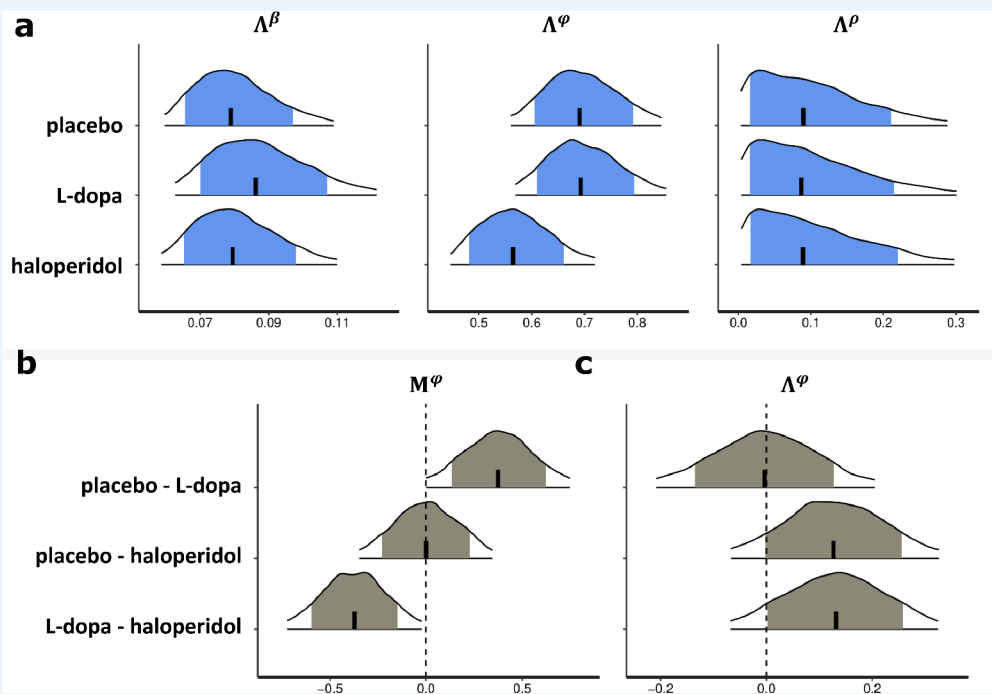 a
Λ^β Λ^φ Λ^ρ
placebo
L-dopa
haloperidol
0.07 0.09 0.11 0.5 0.6 0.7 0.8 0.0 0.1 0.2 0.3
b c
M^φ Λ^φ
placebo - L-dopa
placebo - haloperidol
L-dopa - haloperidol
−0.5 0.0 0.5 −0.2 0.0 0.2